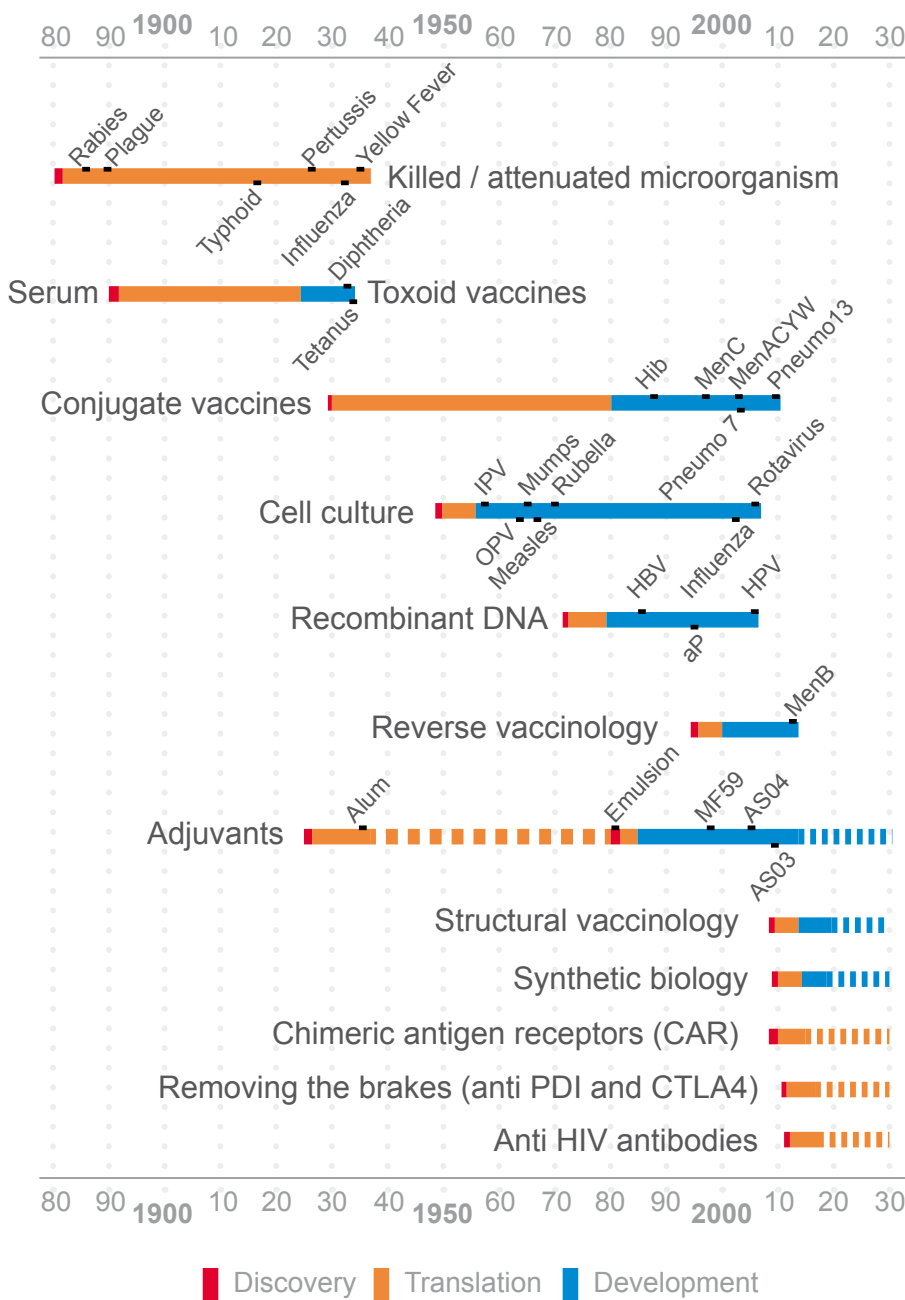 80 90 1900 10 20 30 40 1950 60 70 80 90 2000 10 20 30
Rabies
Plague
Pertussis
Yellow Fever
Killed / attenuated microorganism
Typhoid
Influenza
Diphtheria
Serum
Toxoid vaccines
Tetanus
Hib
MenC
MenACYW
Pneumo13
Conjugate vaccines
Pneumo 7
IPV
Mumps
Rubella
Rotavirus
Cell culture
OPV
Measles
Influenza
HBV
HPV
Recombinant DNA
aP
MenB
Reverse vaccinology
Alum
Emulsion
MF59
AS04
Adjuvants
AS03
Structural vaccinology
Synthetic biology
Chimeric antigen receptors (CAR)
Removing the brakes (anti PDI and CTLA4)
Anti HIV antibodies
80 90 1900 10 20 30 40 1950 60 70 80 90 2000 10 20 30
Discovery Translation Development